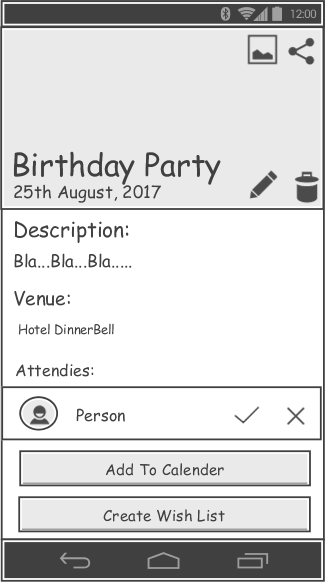 12:00
Birthday Party
25th August, 2017
Description:
Bla...Bla...Bla.....
Venue:
Hotel DinnerBell
Attendies:
Person
Add To Calender
Create Wish List